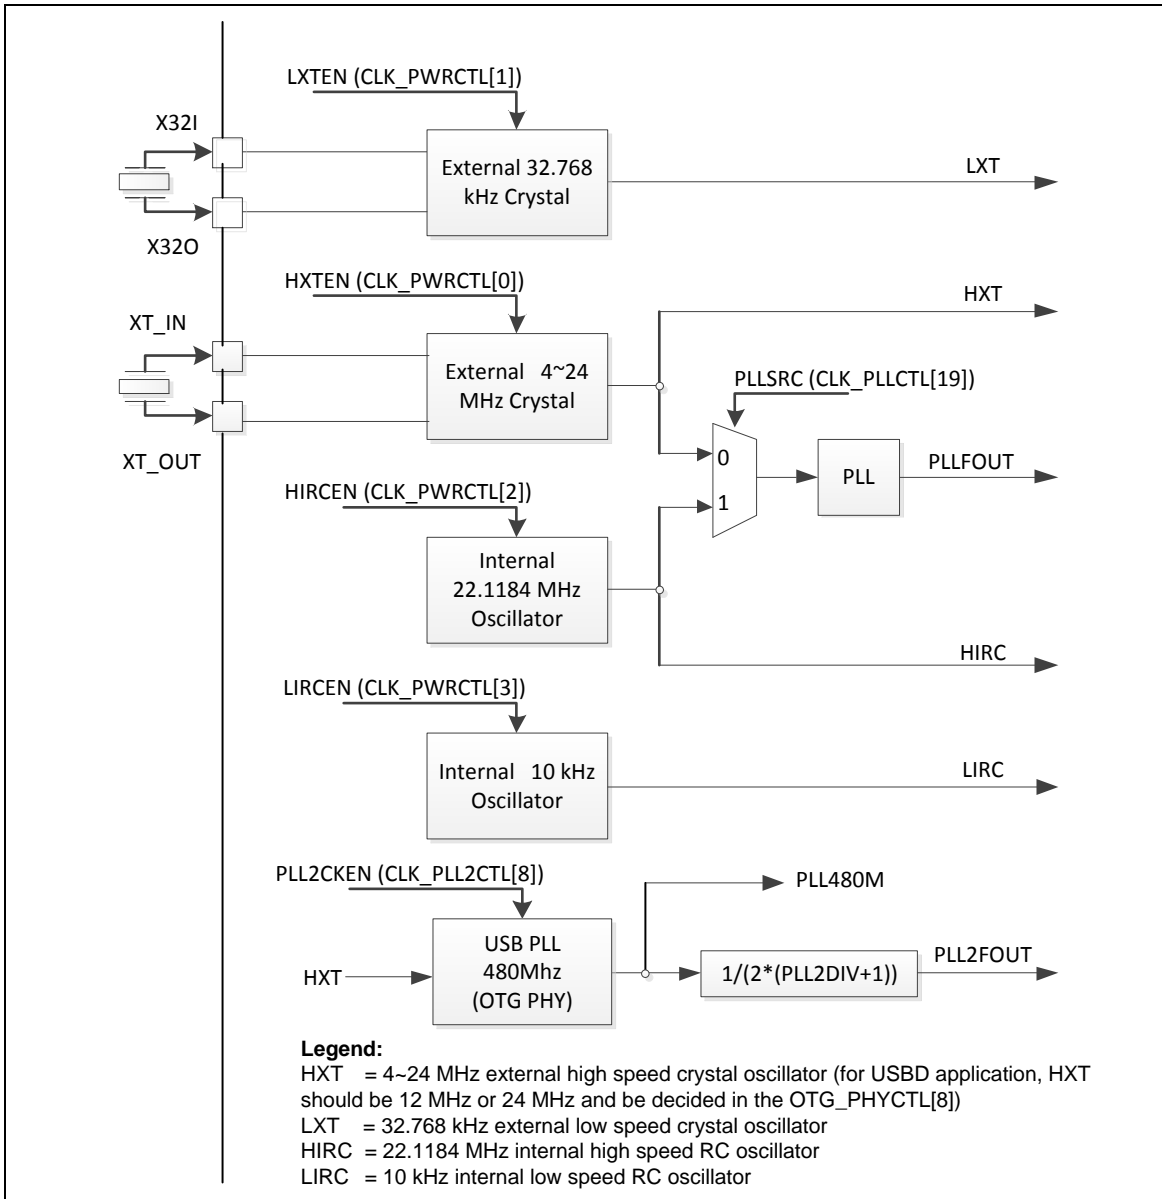 LXTEN (CLK_PWRCTL[1])
X32I
External 32.768
kHz Crystal
LXT
X32O
HXTEN (CLK_PWRCTL[0])
HXT
XT_IN
External 4~24
MHz Crystal
PLLSRC (CLK_PLLCTL[19])
XT_OUT
0
1
PLL
PLLFOUT
HIRCEN (CLK_PWRCTL[2])
Internal
22.1184 MHz
Oscillator
HIRC
LIRCEN (CLK_PWRCTL[3])
Internal 10 kHz
Oscillator
LIRC
PLL2CKEN (CLK_PLL2CTL[8])
PLL480M
HXT
USB PLL
480Mhz
(OTG PHY)
1/(2*(PLL2DIV+1))
PLL2FOUT
Legend:
HXT = 4~24 MHz external high speed crystal oscillator (for USBD application, HXT
should be 12 MHz or 24 MHz and be decided in the OTG_PHYCTL[8])
LXT = 32.768 kHz external low speed crystal oscillator
HIRC = 22.1184 MHz internal high speed RC oscillator
LIRC = 10 kHz internal low speed RC oscillator